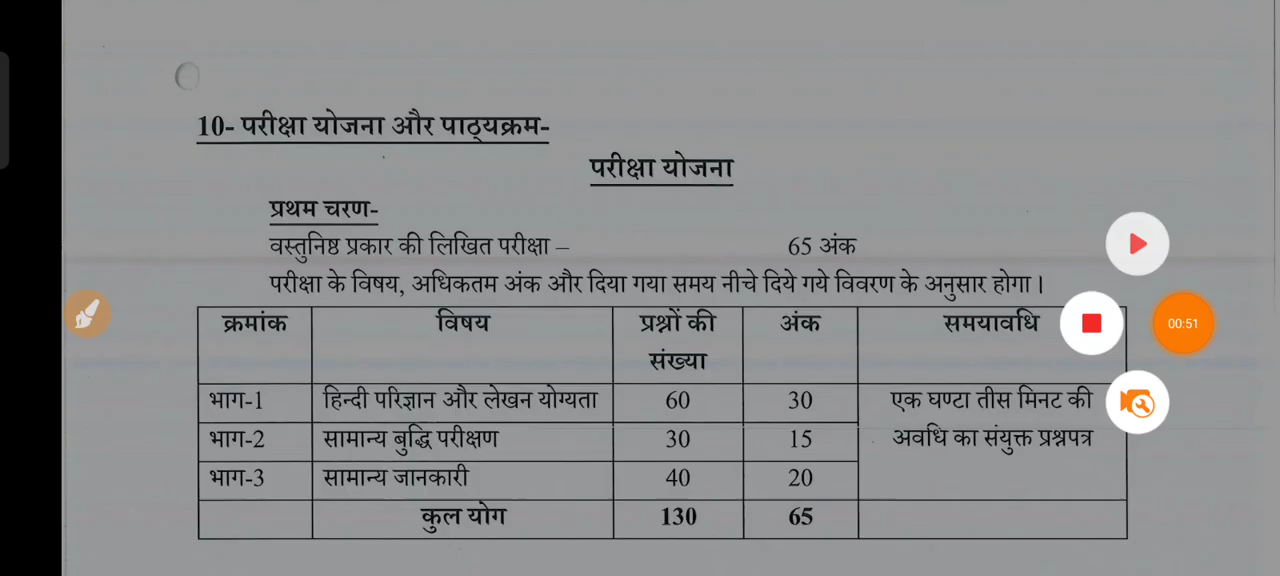 10- परीक्षा योजना और पाठ्यक्रम-
परीक्षा योजना
प्रथम चरण-
वस्तुनिष्ठ प्रकार की लिखित परीक्षा – 65 अंक
परीक्षा के विषय, अधिकतम अंक और दिया गया समय नीचे दिये गये विवरण के अनुसार होगा।
क्रमांक विषय प्रश्नों की संख्या अंक समयावधि
भाग-1 हिन्दी परिज्ञान और लेखन योग्यता 60 30 एक घण्टा तीस मिनट की
भाग-2 सामान्य बुद्धि परीक्षण 30 15 अवधि का संयुक्त प्रश्नपत्र
भाग-3 सामान्य जानकारी 40 20
कुल योग 130 65
00:51